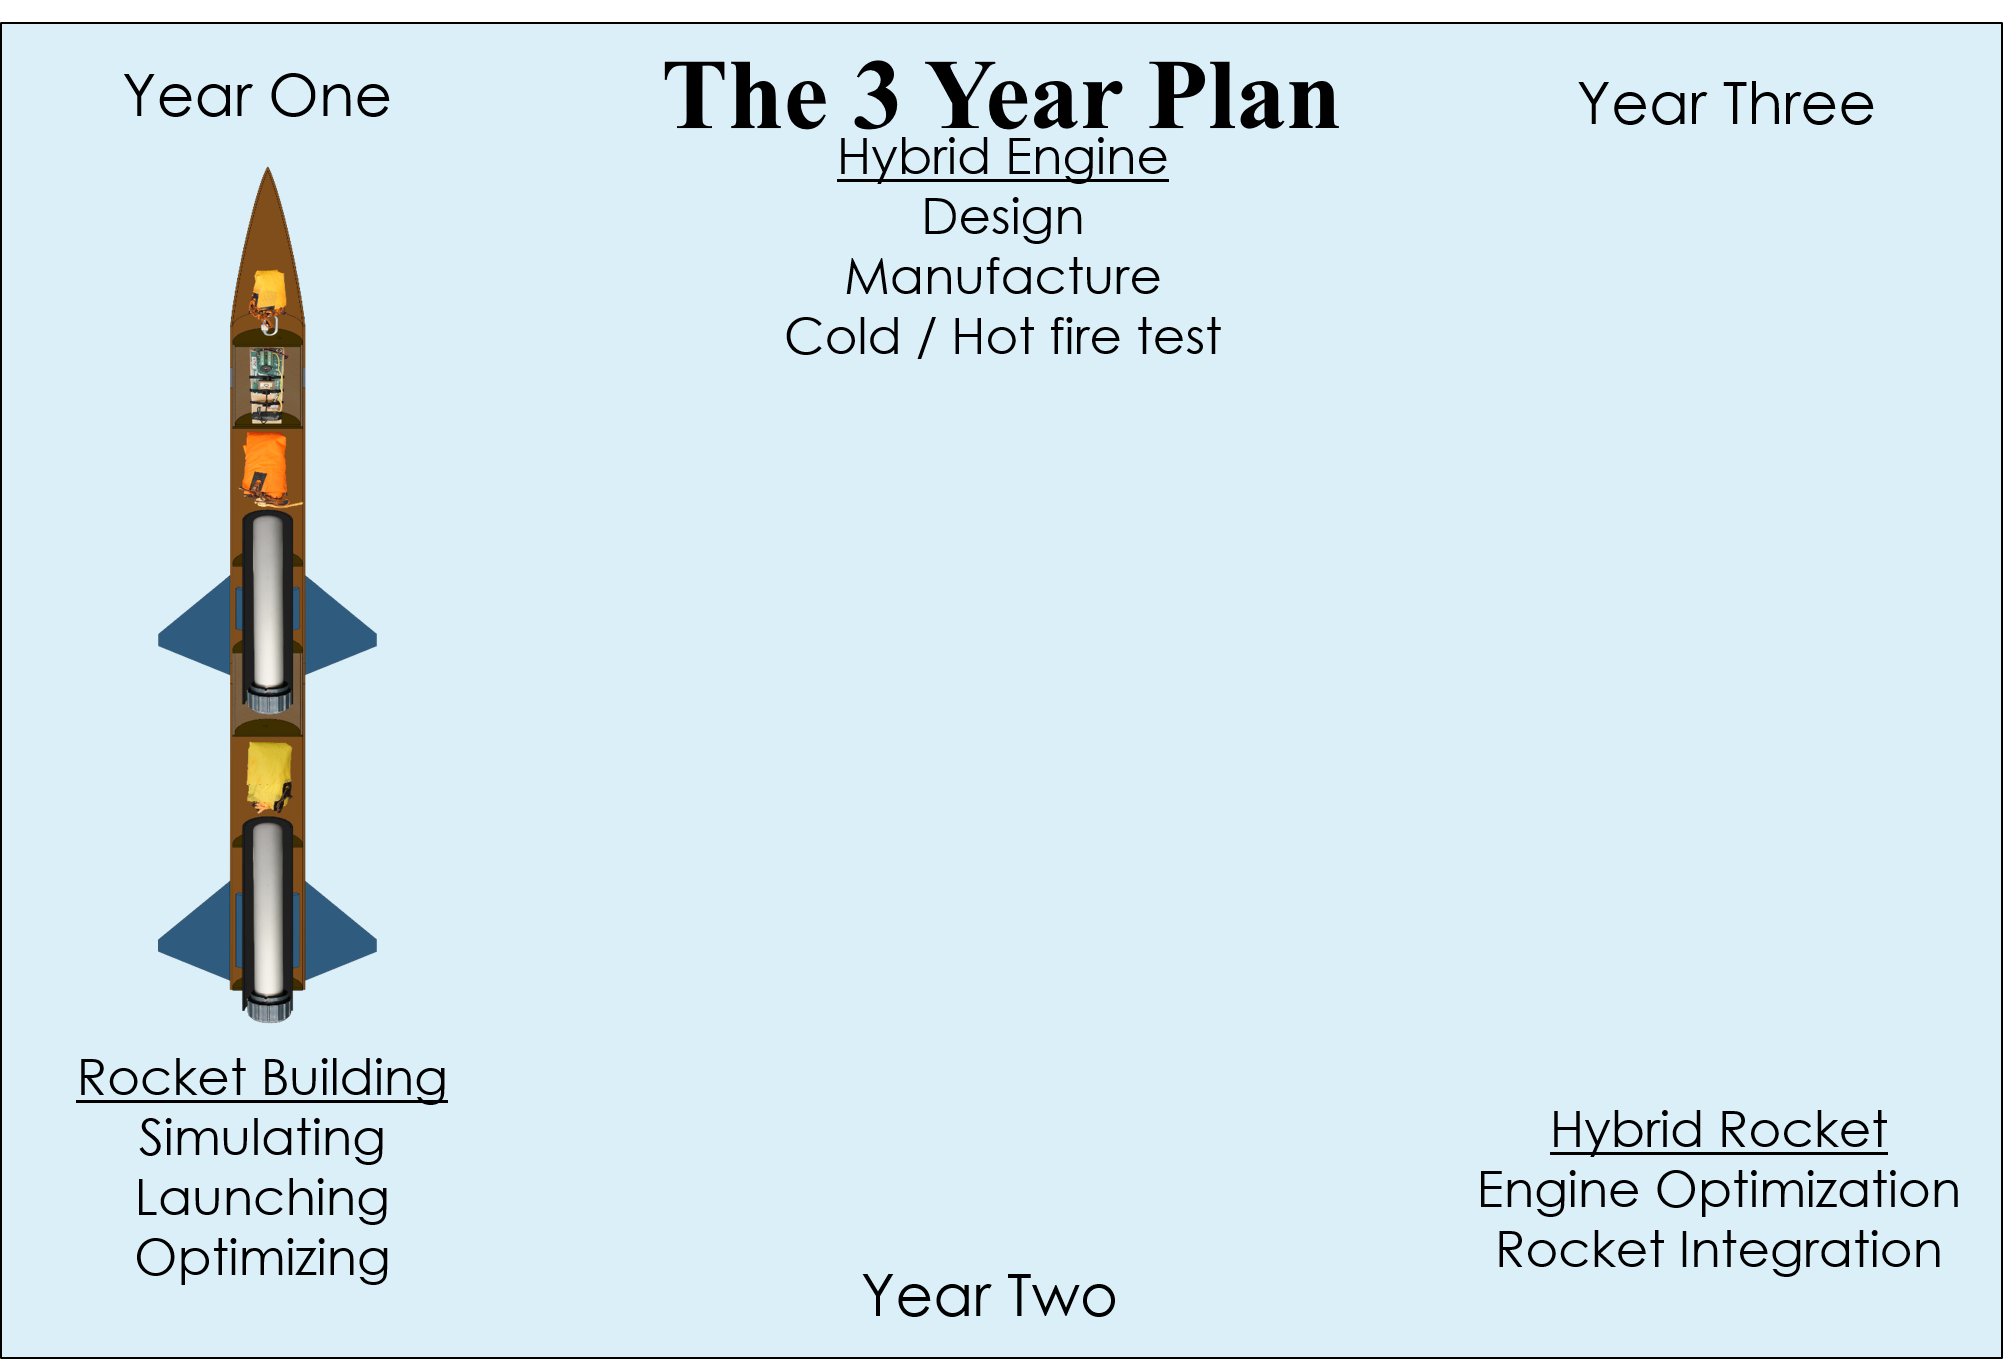 The 3 Year Plan
Year One
Rocket Building
Simulating
Launching
Optimizing
Hybrid Engine
Design
Manufacture
Cold / Hot fire test
Year Two
Year Three
Hybrid Rocket
Engine Optimization
Rocket Integration